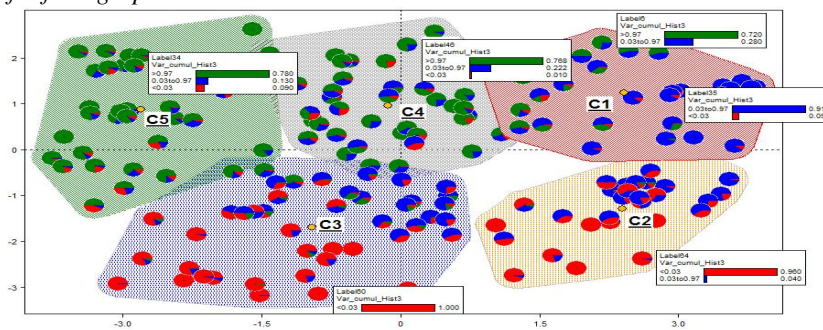 Label6
Var_cumul_Hist3
>0.97 0.720
0.03to0.97 0.280
Label34
Var_cumul_Hist3
>0.97 0.780
0.03to0.97 0.130
<0.03 0.090
Label46
Var_cumul_Hist3
>0.97 0.768
0.03to0.97 0.222
<0.03 0.010
Label35
Var_cumul_Hist3
0.03to0.97
<0.03
C1
C4
C5
C3
C2
Label64
Var_cumul_Hist3
<0.03 0.960
0.03to0.97 0.040
Label60
Var_cumul_Hist3
<0.03 1.000
2
1
0
-1
-2
-3
-3.0 -1.5 0 1.5 3.0